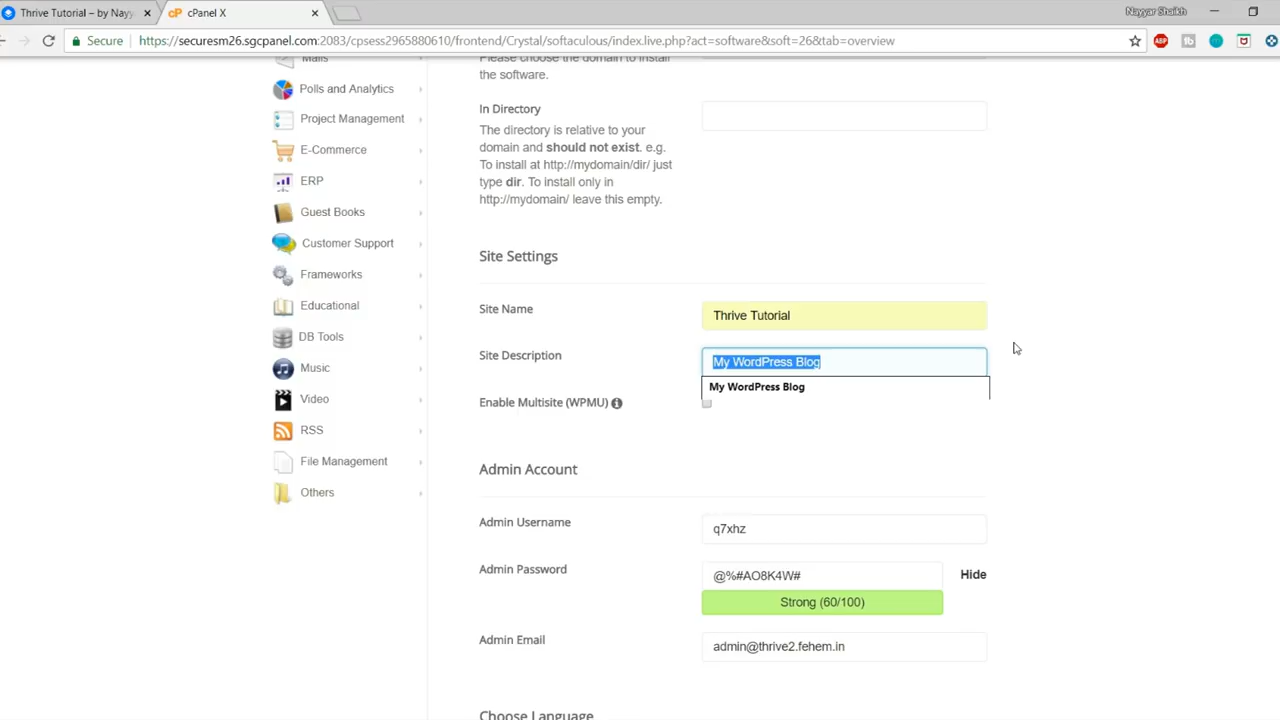 Thrive Tutorial – by Nayy
cPanel X
Nayyar Shaikh
Secure
https://securesm26.sgcpanel.com:2083/cpsess2965880610/frontend/Crystal/softaculous/index.live.php?act=software&soft=26&tab=overview
Mails
Polls and Analytics
Project Management
E-Commerce
ERP
Guest Books
Customer Support
Frameworks
Educational
DB Tools
Music
Video
RSS
File Management
Others
Please choose the domain to install
the software.
In Directory
The directory is relative to your
domain and should not exist. e.g.
To install at http://mydomain/dir/ just
type dir. To install only in
http://mydomain/ leave this empty.
Site Settings
Site Name
Thrive Tutorial
Site Description
My WordPress Blog
My WordPress Blog
Enable Multisite (WPMU)
Admin Account
Admin Username
q7xhz
Admin Password
@%#AO8K4W#
Hide
Strong (60/100)
Admin Email
admin@thrive2.fehem.in
Choose Language